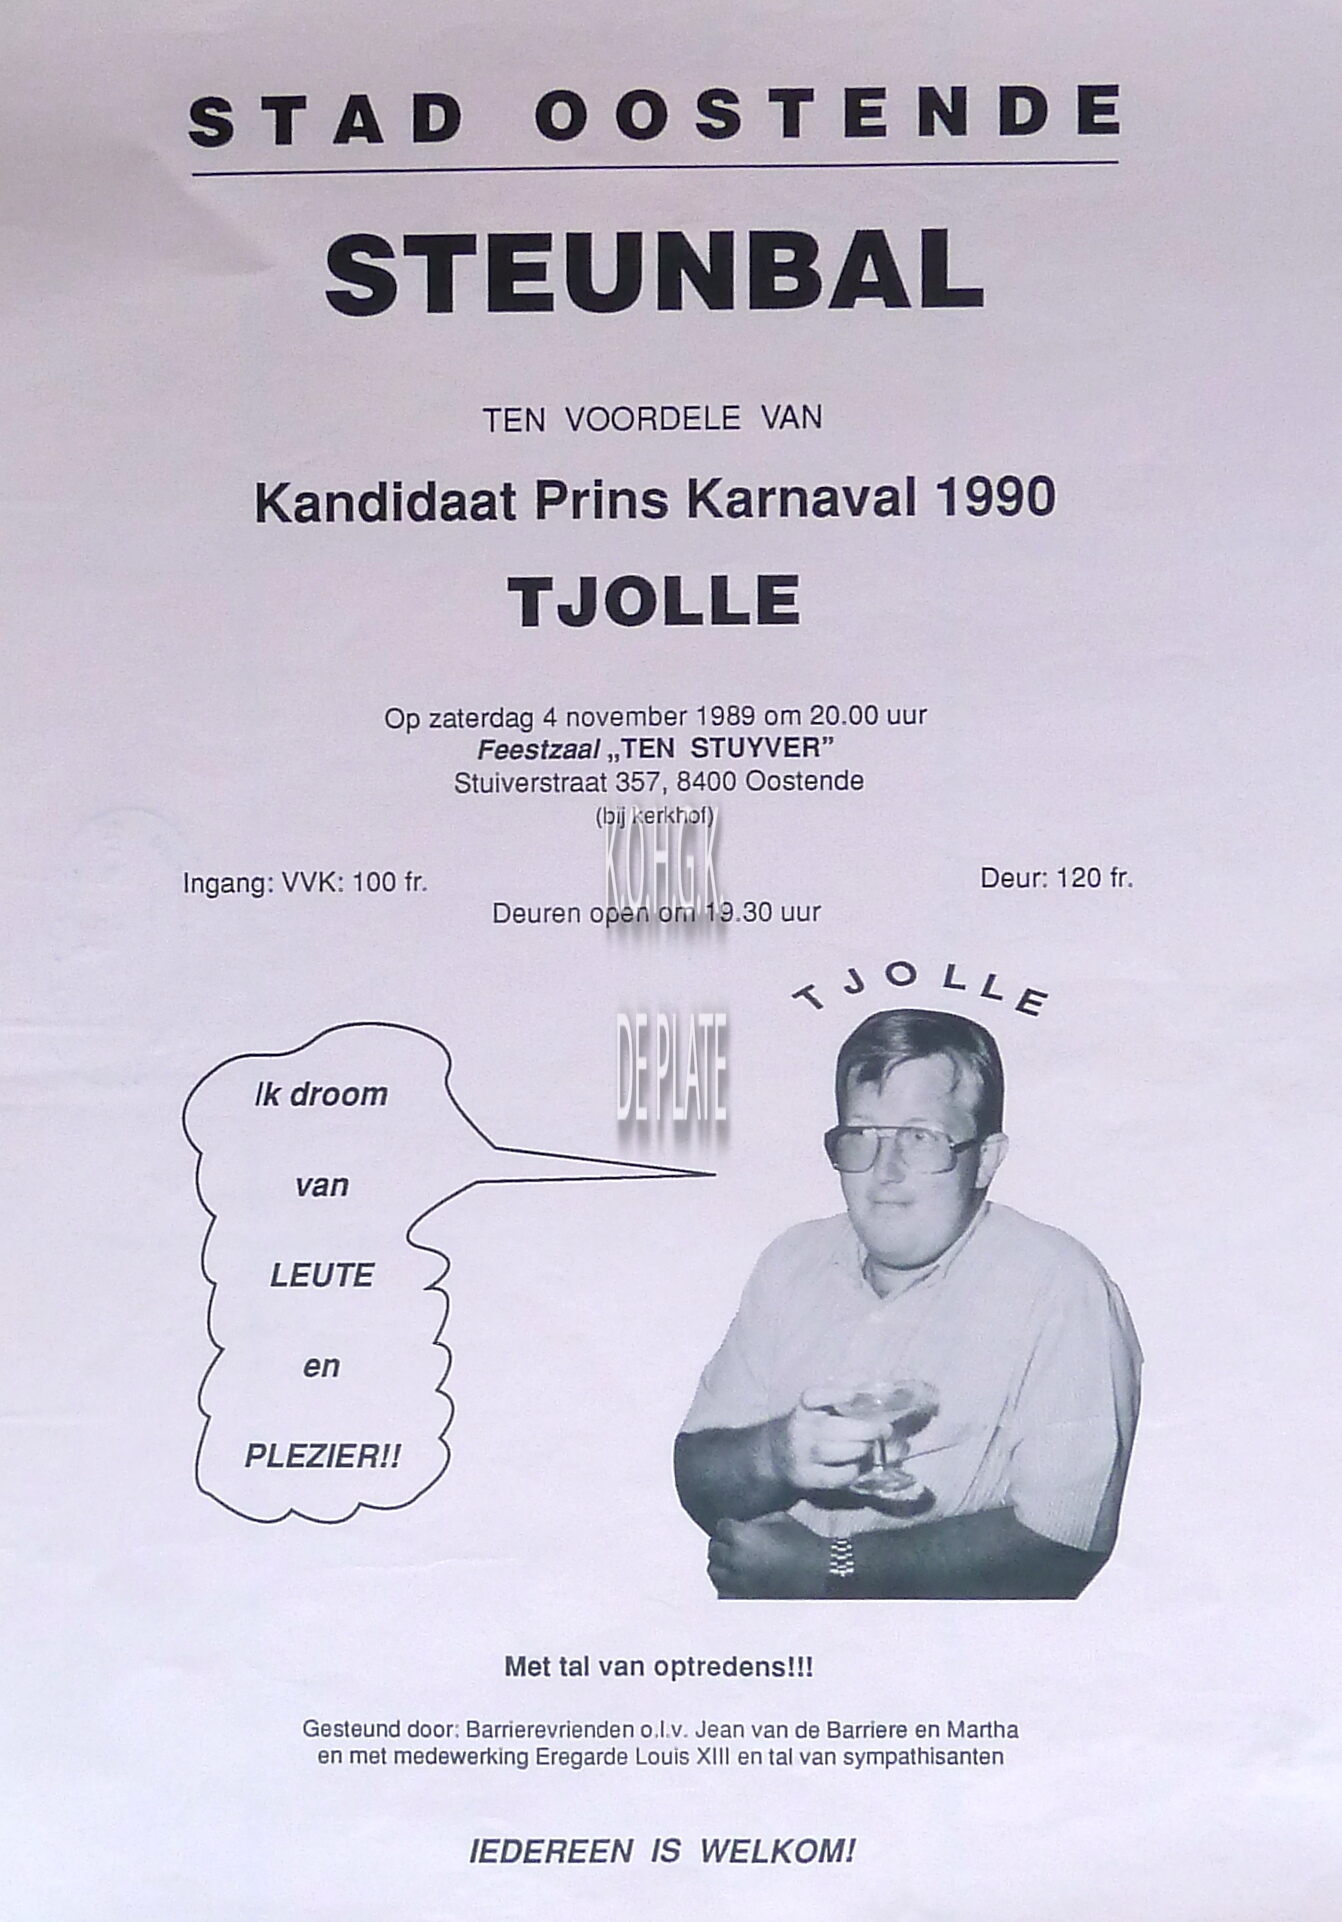 STAD OOSTENDE
STEUNBAL
TEN VOORDELE VAN
Kandidaat Prins Karnaval 1990
TJOLLE
Op zaterdag 4 november 1989 om 20.00 uur
Feestzaal „TEN STUYVER”
Stuiverstraat 357, 8400 Oostende
(bij kerkhof)
K.O.H.G.K.
Ingang: VVK: 100 fr.
Deur: 120 fr.
Deuren open om 19.30 uur
DE PLATE
TJOLLE
Ik droom
van
LEUTE
en
PLEZIER!!
Met tal van optredens!!!
Gesteund door: Barrierevrienden o.l.v. Jean van de Barriere en Martha
en met medewerking Eregarde Louis XIII en tal van sympathisanten
IEDEREEN IS WELKOM!